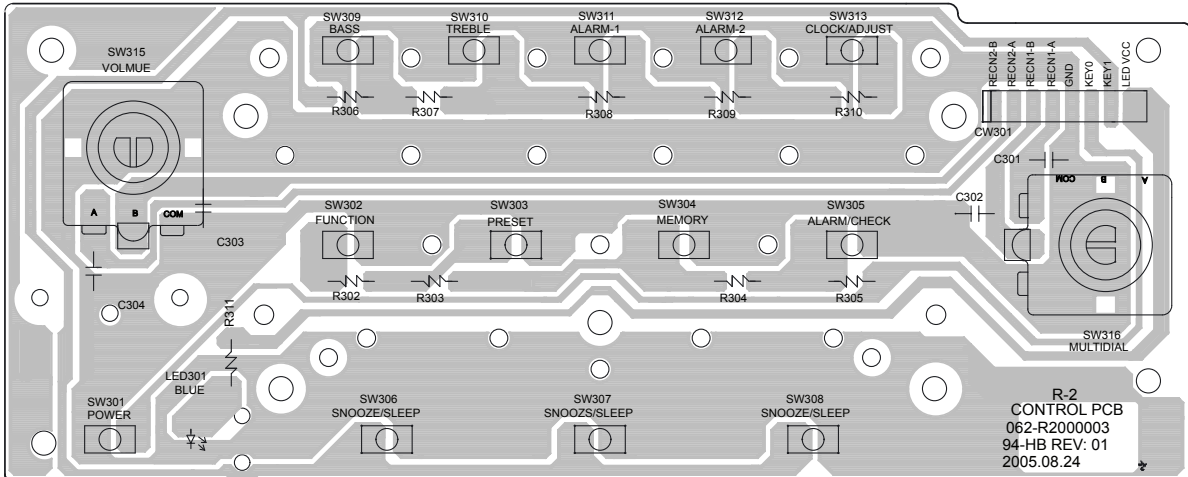 SW309
BASS
SW310
TREBLE
SW311
ALARM-1
SW312
ALARM-2
SW313
CLOCK/ADJUST
SW315
VOLMUE
RECN2-B
RECN2-A
RECN1-B
RECN1-A
GND
KEY0
KEY1
LED VCC
R306
R307
R308
R309
R310
CW301
C301
COM
B
A
A
B
COM
C302
SW302
FUNCTION
SW303
PRESET
SW304
MEMORY
SW305
ALARM/CHECK
C303
R302
R303
R304
R305
C304
R311
SW316
MULTIDIAL
LED301
BLUE
SW301
POWER
SW306
SNOOZE/SLEEP
SW307
SNOOZS/SLEEP
SW308
SNOOZE/SLEEP
R-2
CONTROL PCB
062-R2000003
94-HB REV: 01
2005.08.24